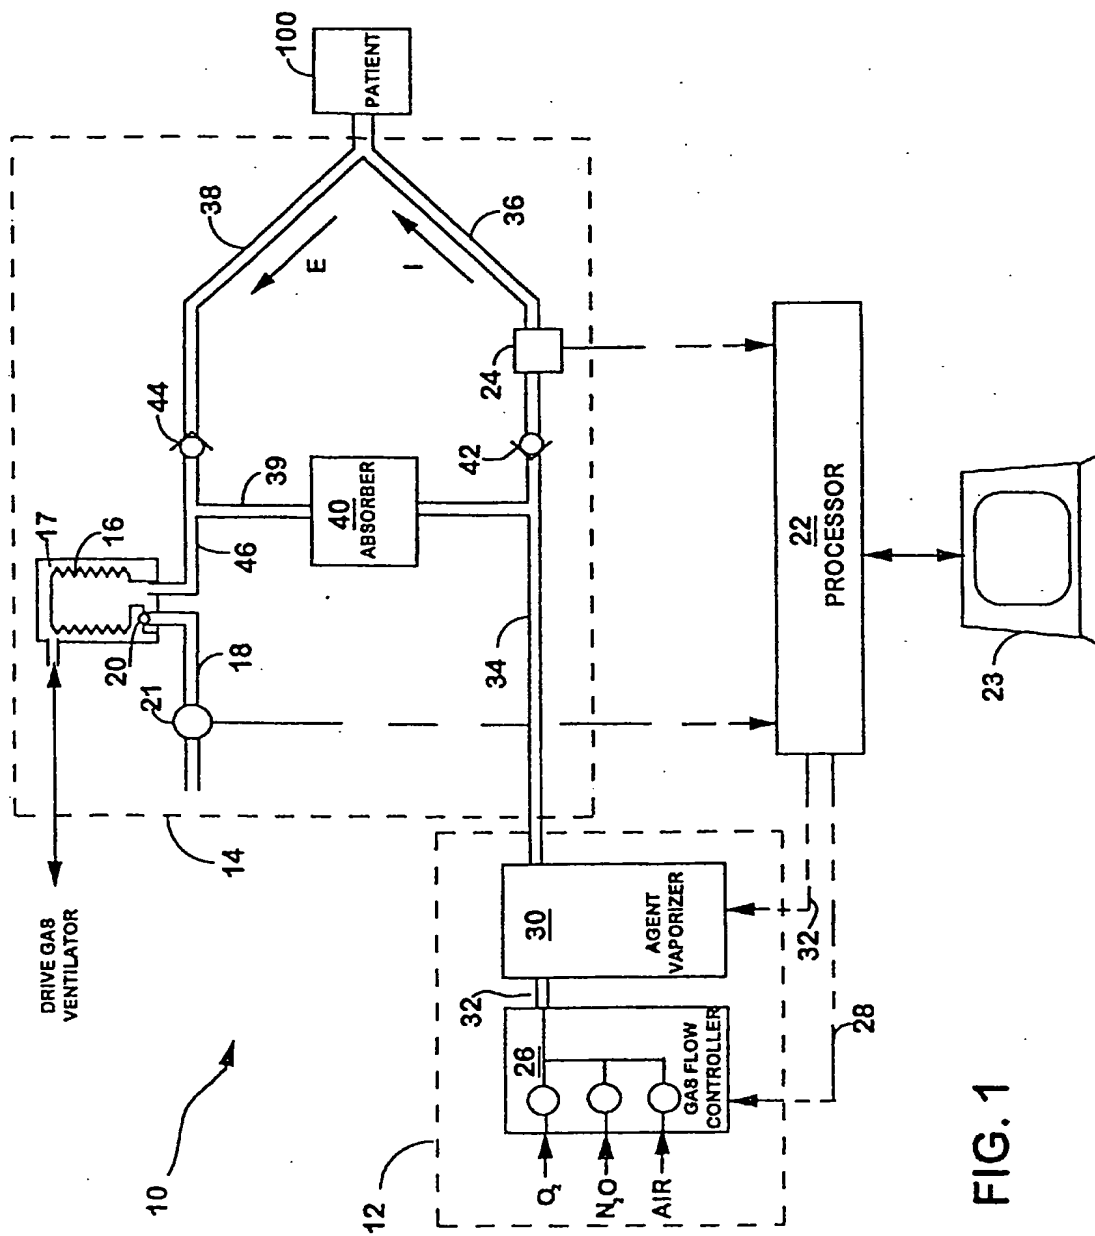 100
PATIENT
38
36
E
I
44
24
42
39
40
ABSORBER
17
16
46
20
18
21
34
22
PROCESSOR
23
14
DRIVE GAS
VENTILATOR
30
AGENT
VAPORIZER
32
32
26
GAS FLOW
CONTROLLER
28
12
O₂
N₂O
AIR
10
FIG. 1